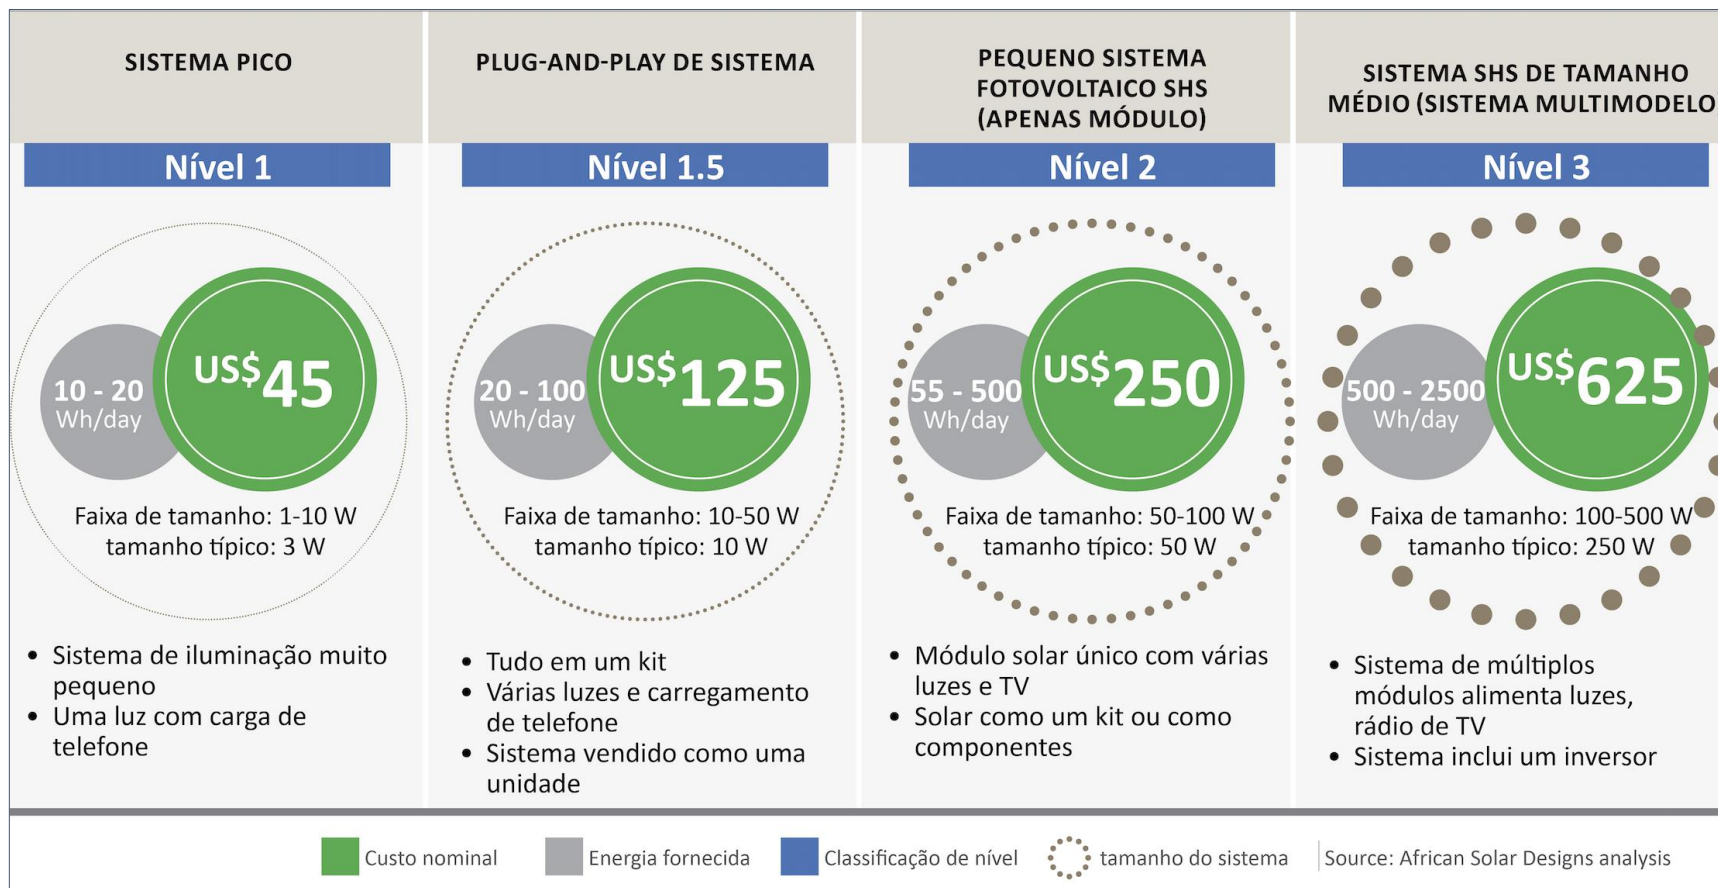 SISTEMA PICO
Nível 1
10 - 20
Wh/day
US$45
Faixa de tamanho: 1-10 W
tamanho típico: 3 W
• Sistema de iluminação muito
pequeno
• Uma luz com carga de
telefone
PLUG-AND-PLAY DE SISTEMA
Nível 1.5
20 - 100
Wh/day
US$125
Faixa de tamanho: 10-50 W
tamanho típico: 10 W
• Tudo em um kit
• Várias luzes e carregamento
de telefone
• Sistema vendido como uma
unidade
PEQUENO SISTEMA
FOTOVOLTAICO SHS
(APENAS MÓDULO)
Nível 2
55 - 500
Wh/day
US$250
Faixa de tamanho: 50-100 W
tamanho típico: 50 W
• Módulo solar único com várias
luzes e TV
• Solar como um kit ou como
componentes
SISTEMA SHS DE TAMANHO
MÉDIO (SISTEMA MULTIMODELO)
Nível 3
500 - 2500
Wh/day
US$625
Faixa de tamanho: 100-500 W
tamanho típico: 250 W
• Sistema de múltiplos
módulos alimenta luzes,
rádio de TV
• Sistema inclui um inversor
Custo nominal
Energia fornecida
Classificação de nível
tamanho do sistema
Source: African Solar Designs analysis